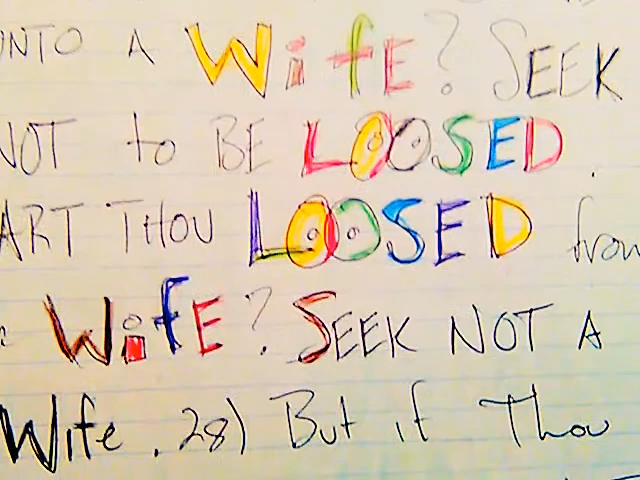 UNTO A Wife? SEEK
NOT to BE LOOSED.
ART THOU LOOSED from
Wife? SEEK NOT A
Wife. 28) But if Thou